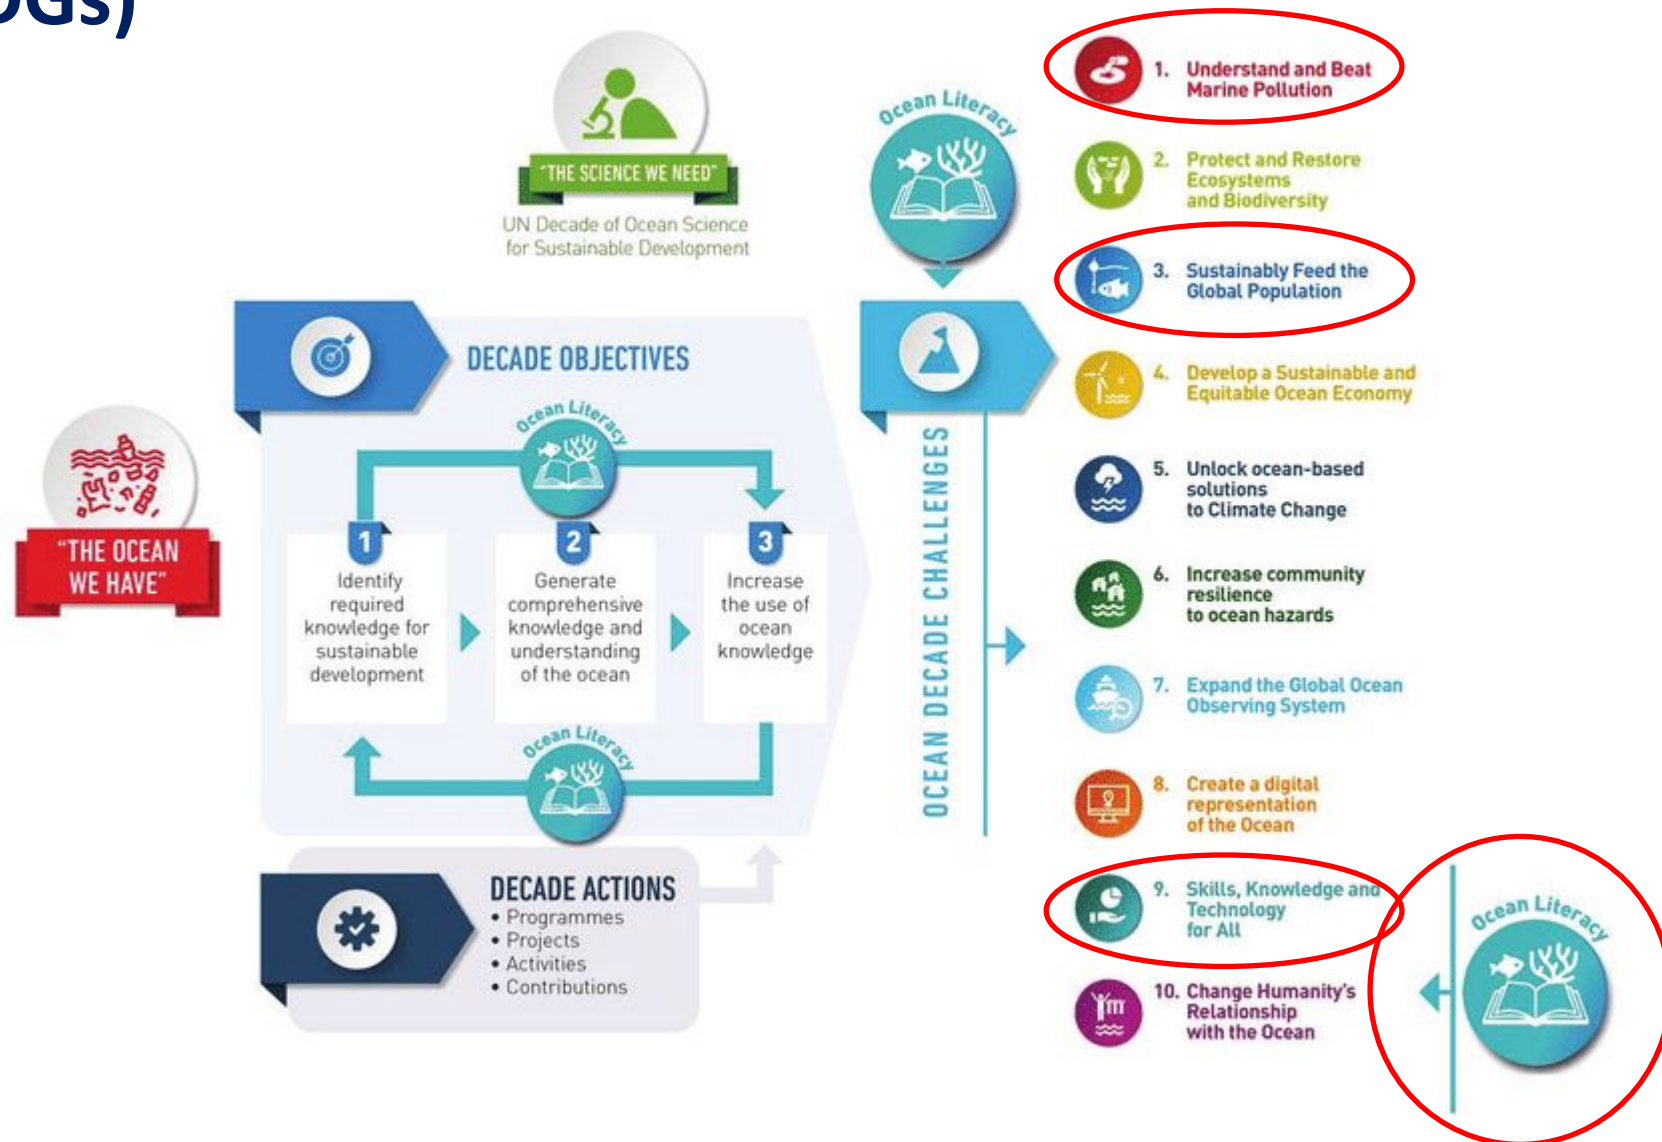 DGs)
"THE SCIENCE WE NEED"
UN Decade of Ocean Science
for Sustainable Development
"THE OCEAN
WE HAVE"
DECADE OBJECTIVES
Ocean Literacy
1
Identify
required
knowledge for
sustainable
development
2
Generate
comprehensive
knowledge and
understanding
of the ocean
3
Increase
the use of
ocean
knowledge
Ocean Literacy
DECADE ACTIONS
• Programmes
• Projects
• Activities
• Contributions
Ocean Literacy
OCEAN DECADE CHALLENGES
1. Understand and Beat
Marine Pollution
2. Protect and Restore
Ecosystems
and Biodiversity
3. Sustainably Feed the
Global Population
4. Develop a Sustainable and
Equitable Ocean Economy
5. Unlock ocean-based
solutions
to Climate Change
6. Increase community
resilience
to ocean hazards
7. Expand the Global Ocean
Observing System
8. Create a digital
representation
of the Ocean
9. Skills, Knowledge and
Technology
for All
10. Change Humanity's
Relationship
with the Ocean
Ocean Literacy